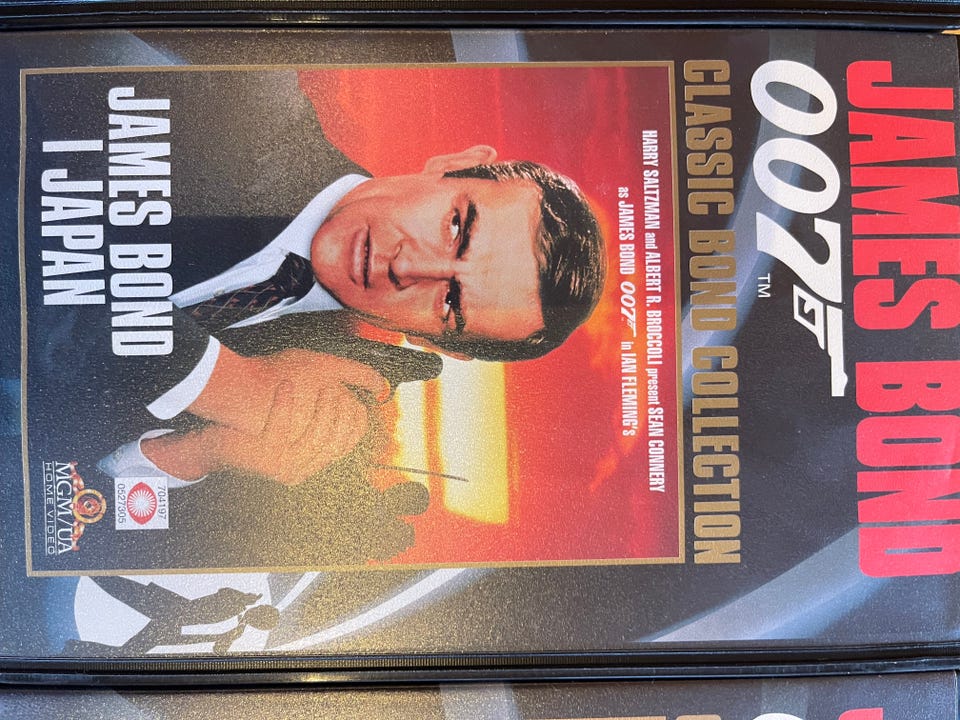 JAMES BOND
007
TM
CLASSIC BOND COLLECTION
HARRY SALTZMAN and ALBERT R. BROCCOLI present SEAN CONNERY
as JAMES BOND 007 in IAN FLEMING's
JAMES BOND
I JAPAN
704197
0527305
MGM/UA
HOME VIDEO